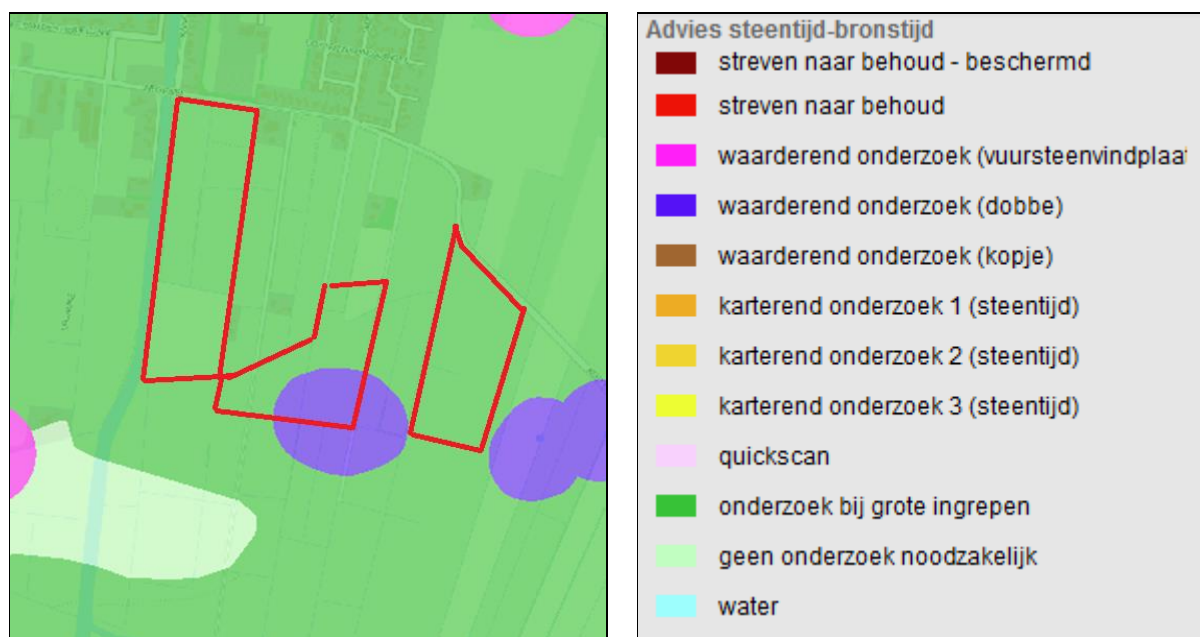 Advies steentijd-bronstijd
streven naar behoud - beschermd
streven naar behoud
waarderend onderzoek (vuursteenvindplaat
waarderend onderzoek (dobbe)
waarderend onderzoek (kopje)
karterend onderzoek 1 (steentijd)
karterend onderzoek 2 (steentijd)
karterend onderzoek 3 (steentijd)
quickscan
onderzoek bij grote ingrepen
geen onderzoek noodzakelijk
water